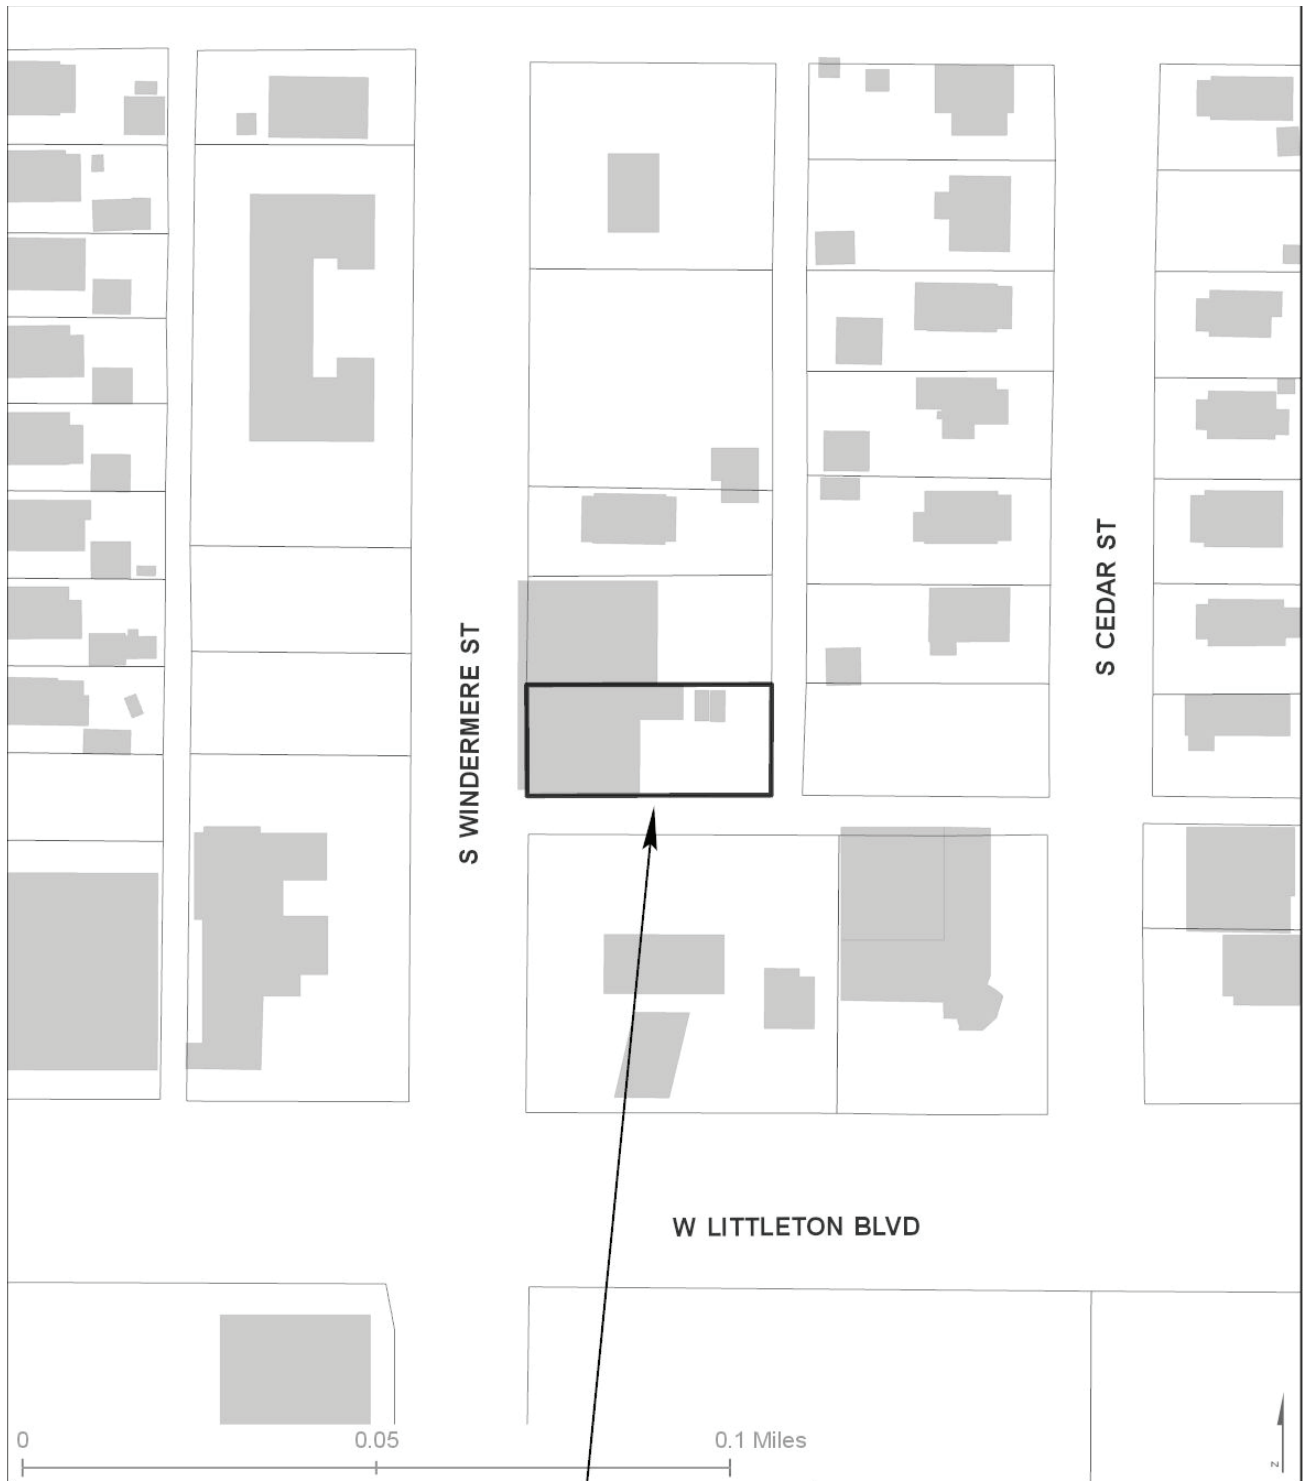 S WINDERMERE ST
S CEDAR ST
W LITTLETON BLVD
0 0.05 0.1 Miles
N